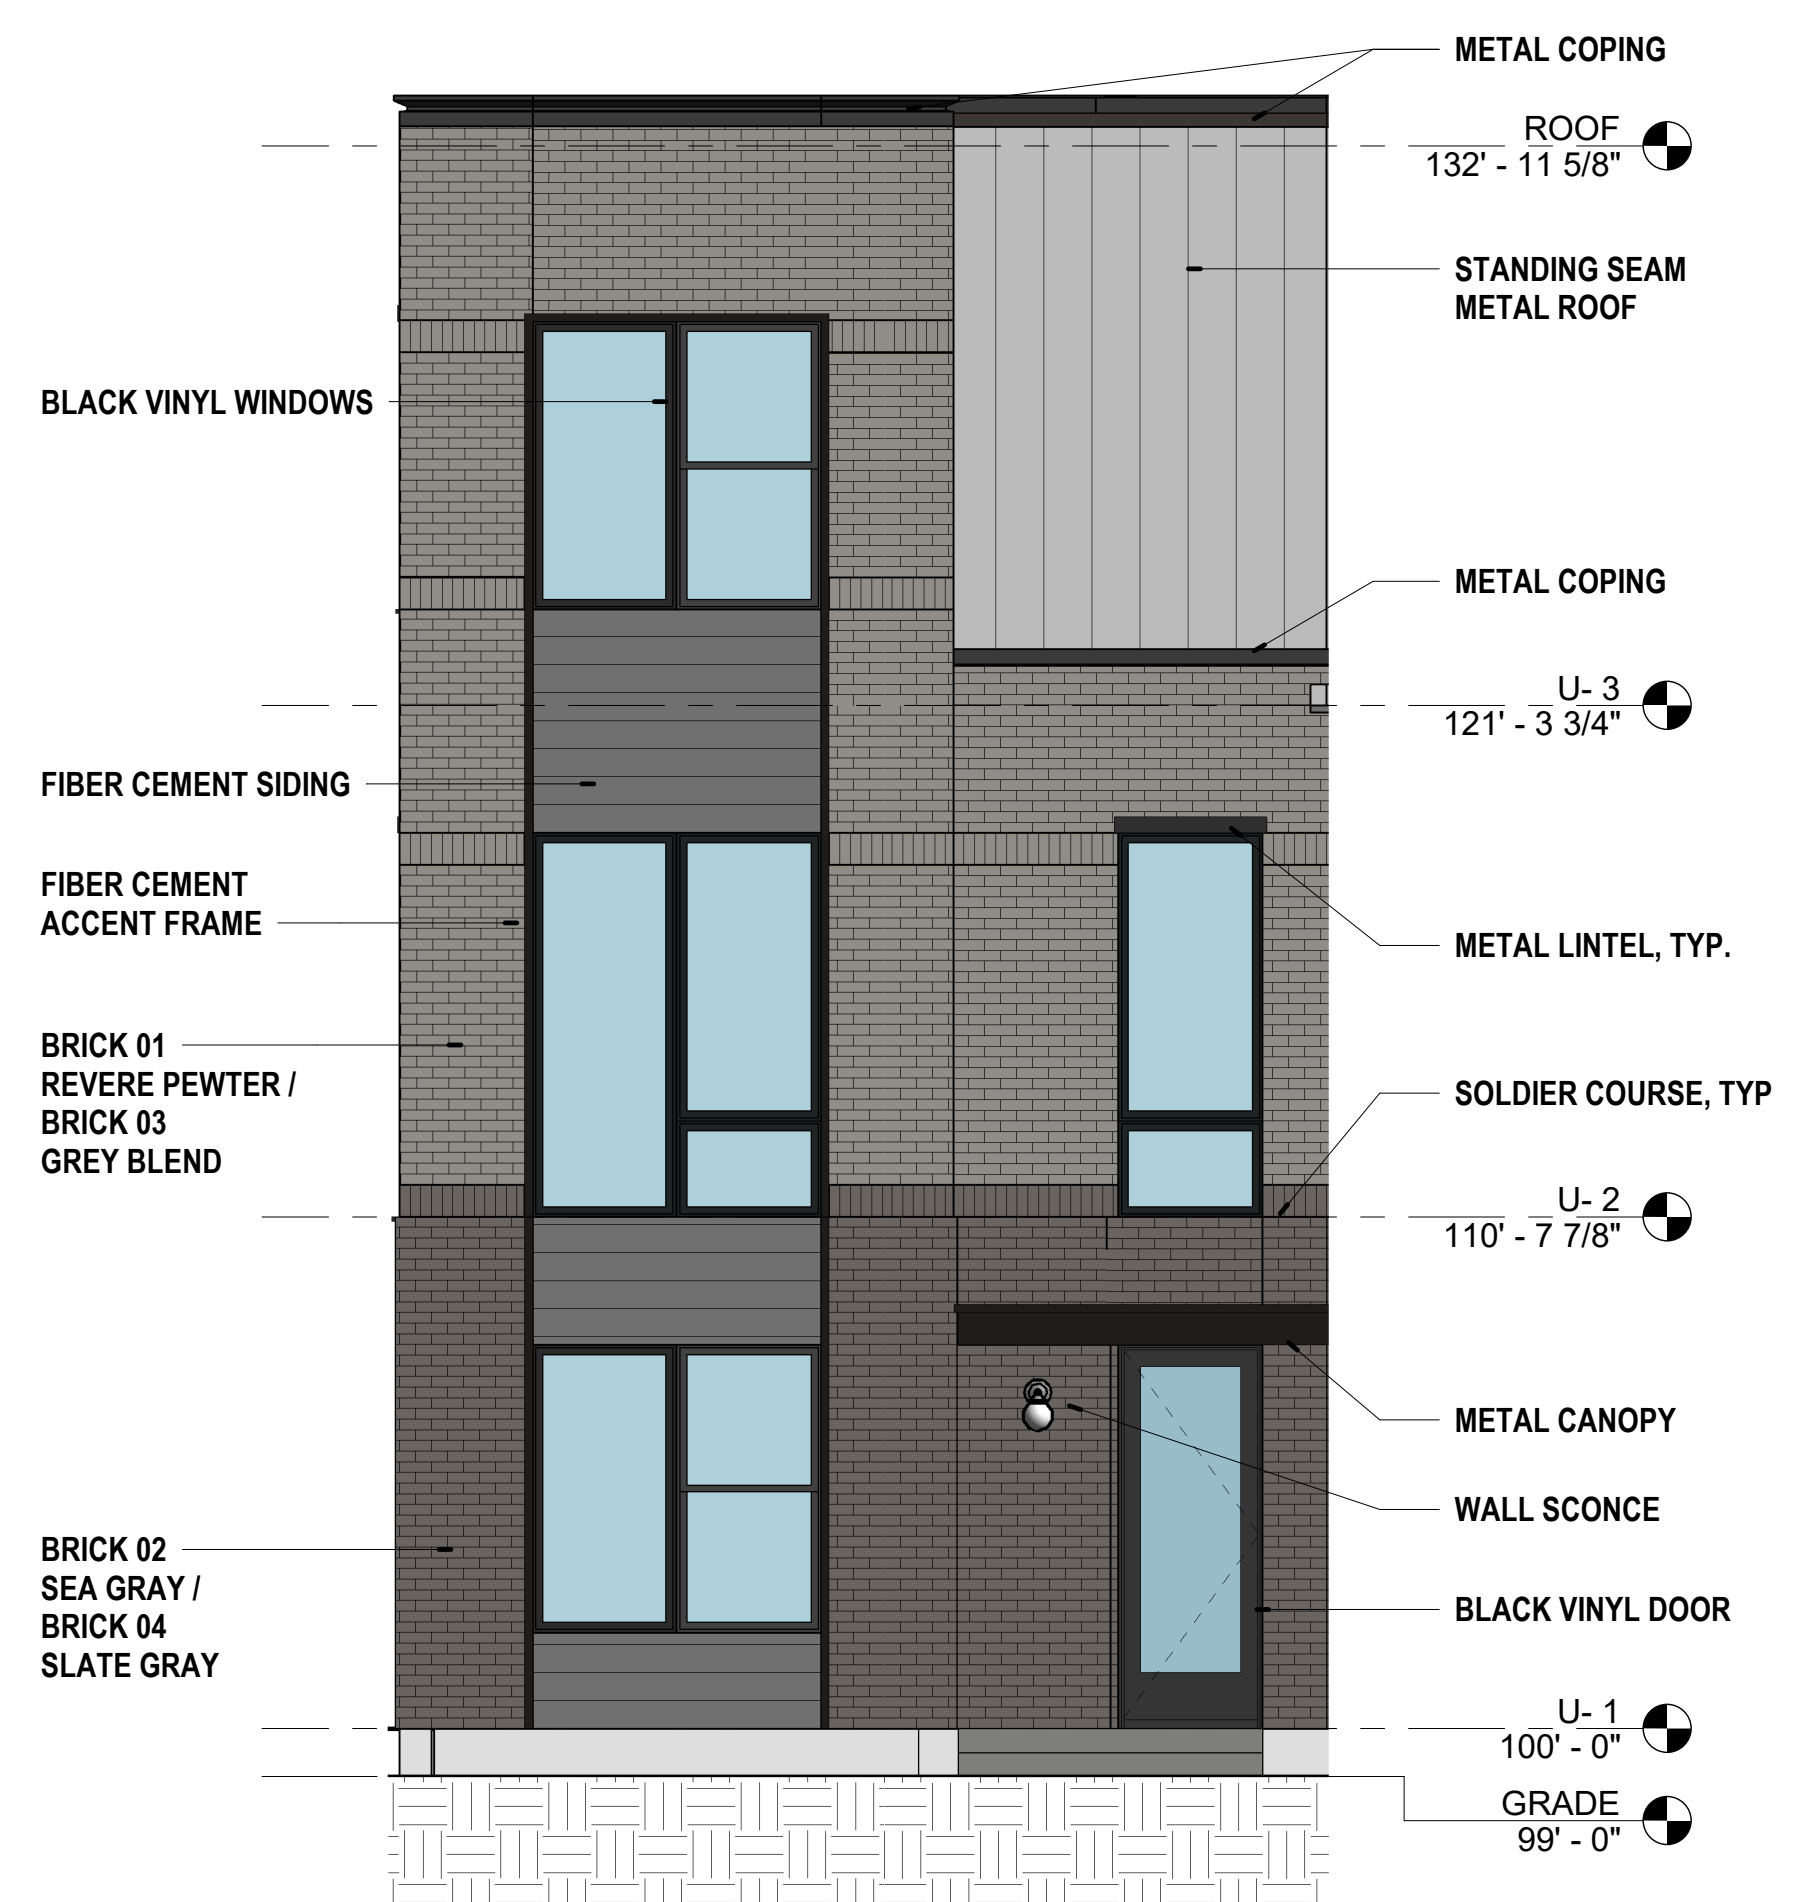 METAL COPING
ROOF
132' - 11 5/8"
STANDING SEAM
METAL ROOF
BLACK VINYL WINDOWS
METAL COPING
U- 3
121' - 3 3/4"
FIBER CEMENT SIDING
FIBER CEMENT
ACCENT FRAME
METAL LINTEL, TYP.
BRICK 01
REVERE PEWTER /
BRICK 03
GREY BLEND
SOLDIER COURSE, TYP
U- 2
110' - 7 7/8"
METAL CANOPY
WALL SCONCE
BRICK 02
SEA GRAY /
BRICK 04
SLATE GRAY
BLACK VINYL DOOR
U- 1
100' - 0"
GRADE
99' - 0"